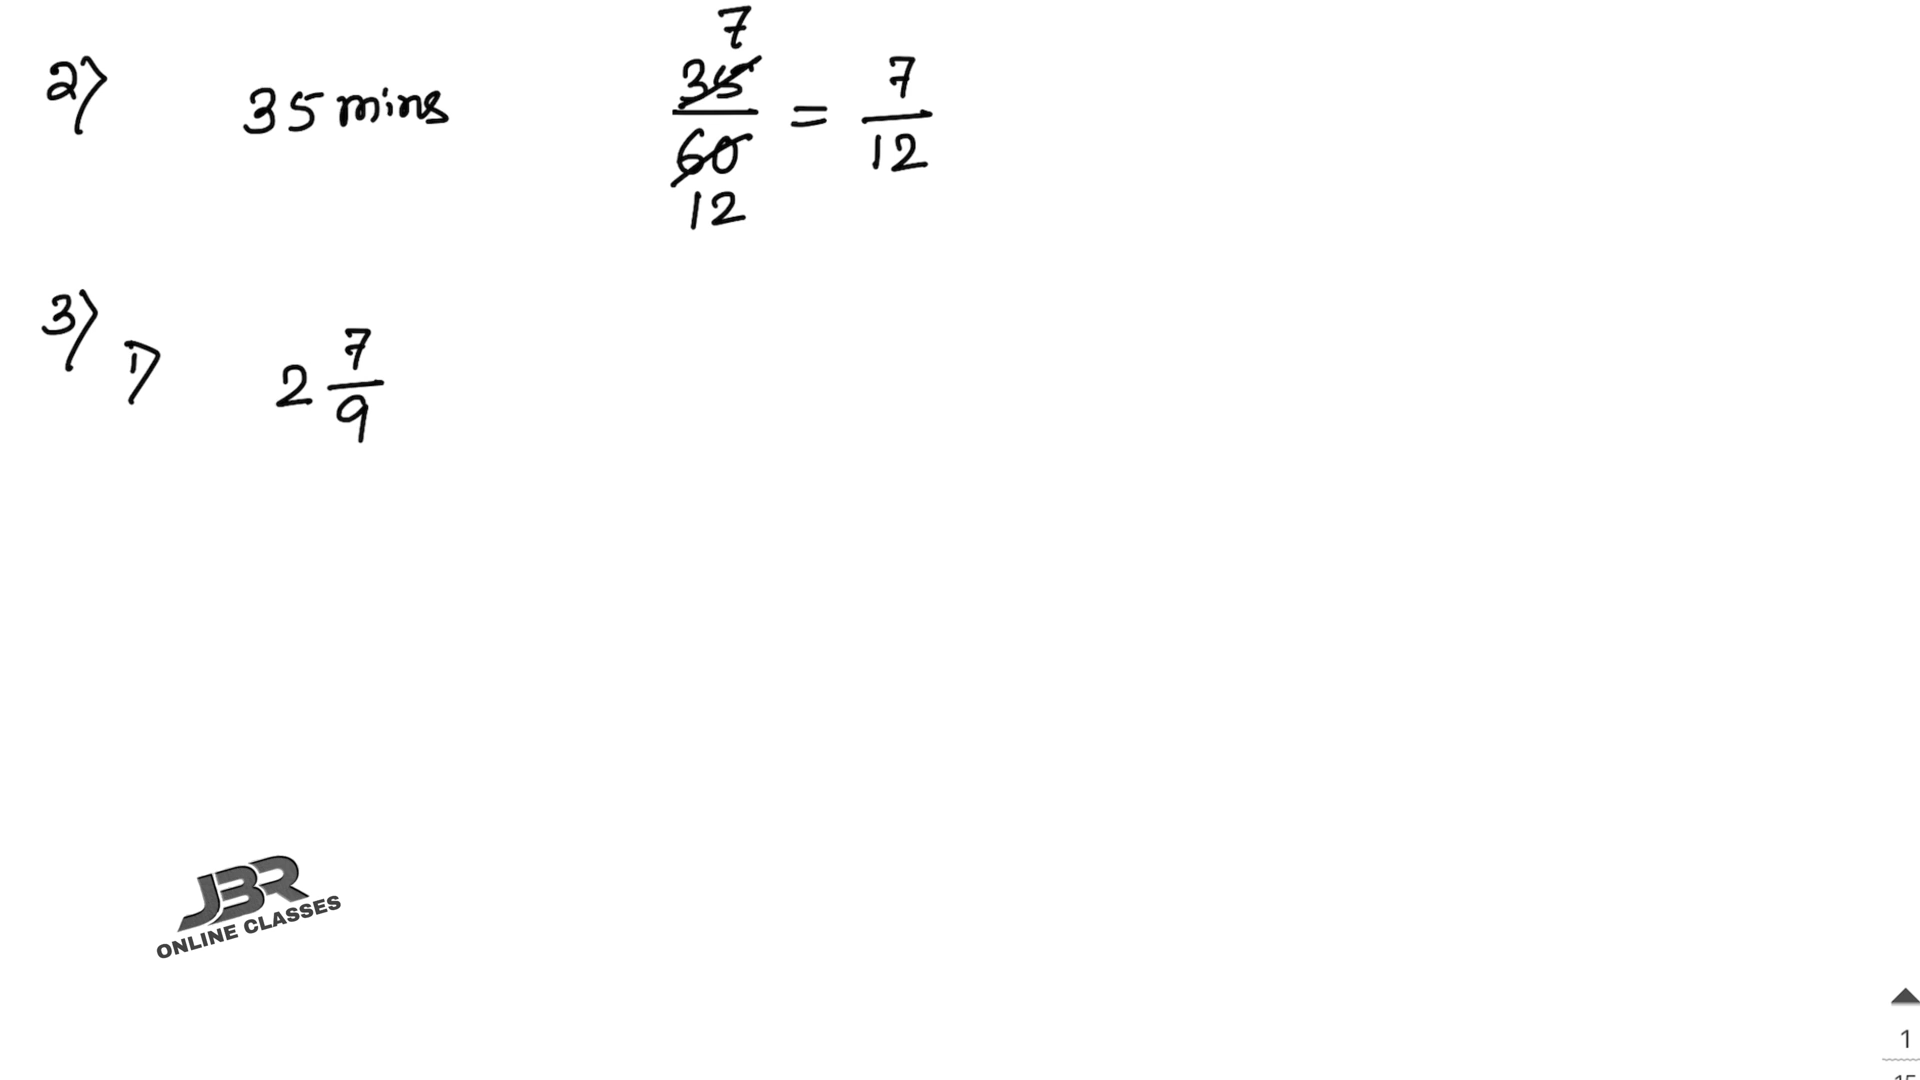 2) 35 mins 35/60 = 7/12
7
12
3) i) 2 7/9
JBR
ONLINE CLASSES
1